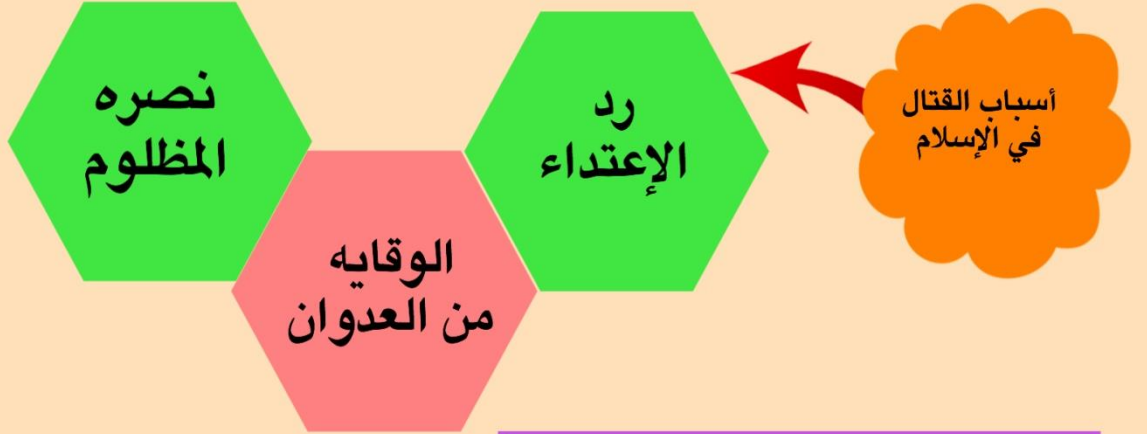 أسباب القتال
في الإسلام
رد
الإعتداء
الوقايه
من العدوان
نصره
المظلوم